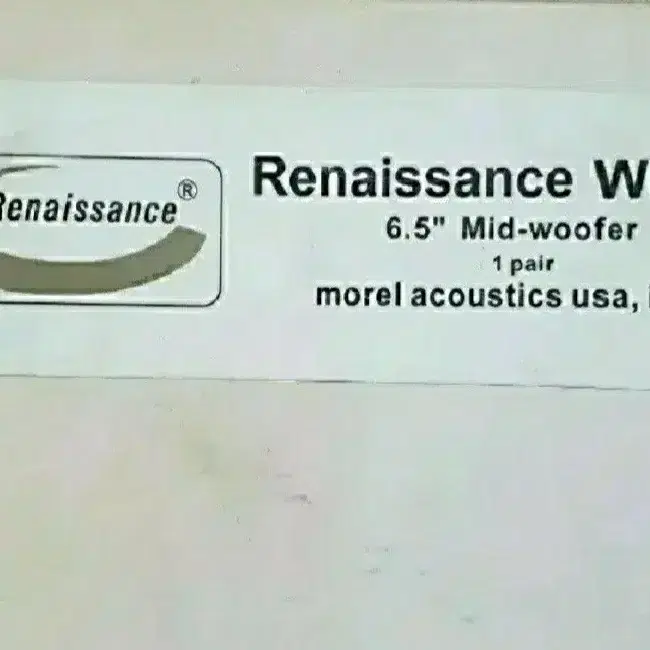 Renaissance®
Renaissance W
6.5" Mid-woofer
1 pair
morel acoustics usa,